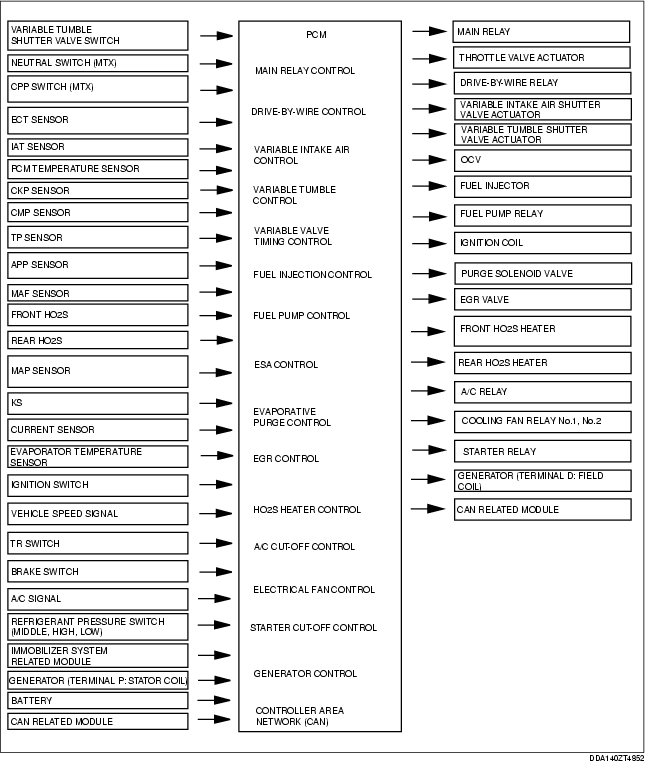 VARIABLE TUMBLE
SHUTTER VALVE SWITCH
NEUTRAL SWITCH (MTX)
CPP SWITCH (MTX)
ECT SENSOR
IAT SENSOR
PCM TEMPERATURE SENSOR
CKP SENSOR
CMP SENSOR
TP SENSOR
APP SENSOR
MAF SENSOR
FRONT HO2S
REAR HO2S
MAP SENSOR
KS
CURRENT SENSOR
EVAPORATOR TEMPERATURE
SENSOR
IGNITION SWITCH
VEHICLE SPEED SIGNAL
TR SWITCH
BRAKE SWITCH
A/C SIGNAL
REFRIGERANT PRESSURE SWITCH
(MIDDLE, HIGH, LOW)
IMMOBILIZER SYSTEM
RELATED MODULE
GENERATOR (TERMINAL P: STATOR COIL)
BATTERY
CAN RELATED MODULE
PCM
MAIN RELAY CONTROL
DRIVE-BY-WIRE CONTROL
VARIABLE INTAKE AIR
CONTROL
VARIABLE TUMBLE
CONTROL
VARIABLE VALVE
TIMING CONTROL
FUEL INJECTION CONTROL
FUEL PUMP CONTROL
ESA CONTROL
EVAPORATIVE
PURGE CONTROL
EGR CONTROL
HO2S HEATER CONTROL
A/C CUT-OFF CONTROL
ELECTRICAL FAN CONTROL
STARTER CUT-OFF CONTROL
GENERATOR CONTROL
CONTROLLER AREA
NETWORK (CAN)
MAIN RELAY
THROTTLE VALVE ACTUATOR
DRIVE-BY-WIRE RELAY
VARIABLE INTAKE AIR SHUTTER
VALVE ACTUATOR
VARIABLE TUMBLE SHUTTER
VALVE ACTUATOR
OCV
FUEL INJECTOR
FUEL PUMP RELAY
IGNITION COIL
PURGE SOLENOID VALVE
EGR VALVE
FRONT HO2S HEATER
REAR HO2S HEATER
A/C RELAY
COOLING FAN RELAY No.1, No.2
STARTER RELAY
GENERATOR (TERMINAL D: FIELD
COIL)
CAN RELATED MODULE
DDA140ZT4852